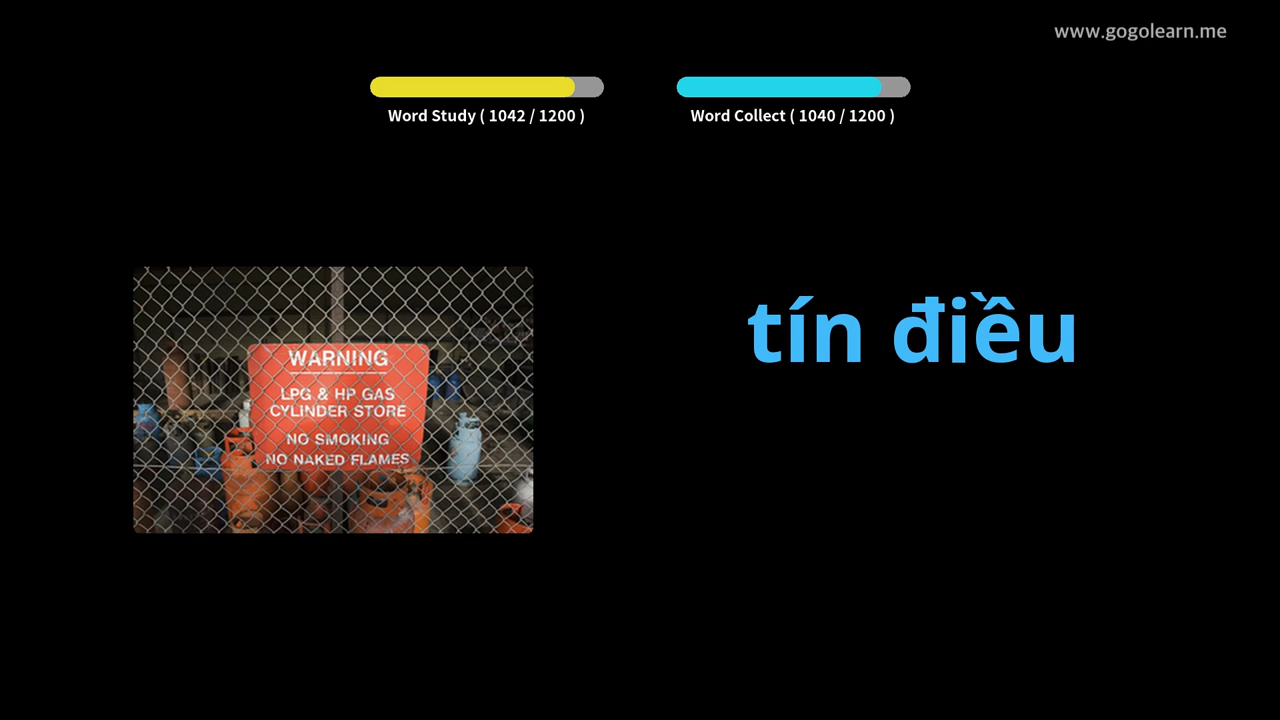 www.gogolearn.me
Word Study ( 1042 / 1200 )
Word Collect ( 1040 / 1200 )
WARNING
LPG & HP GAS
CYLINDER STORE
NO SMOKING
NO NAKED FLAMES
tín điều